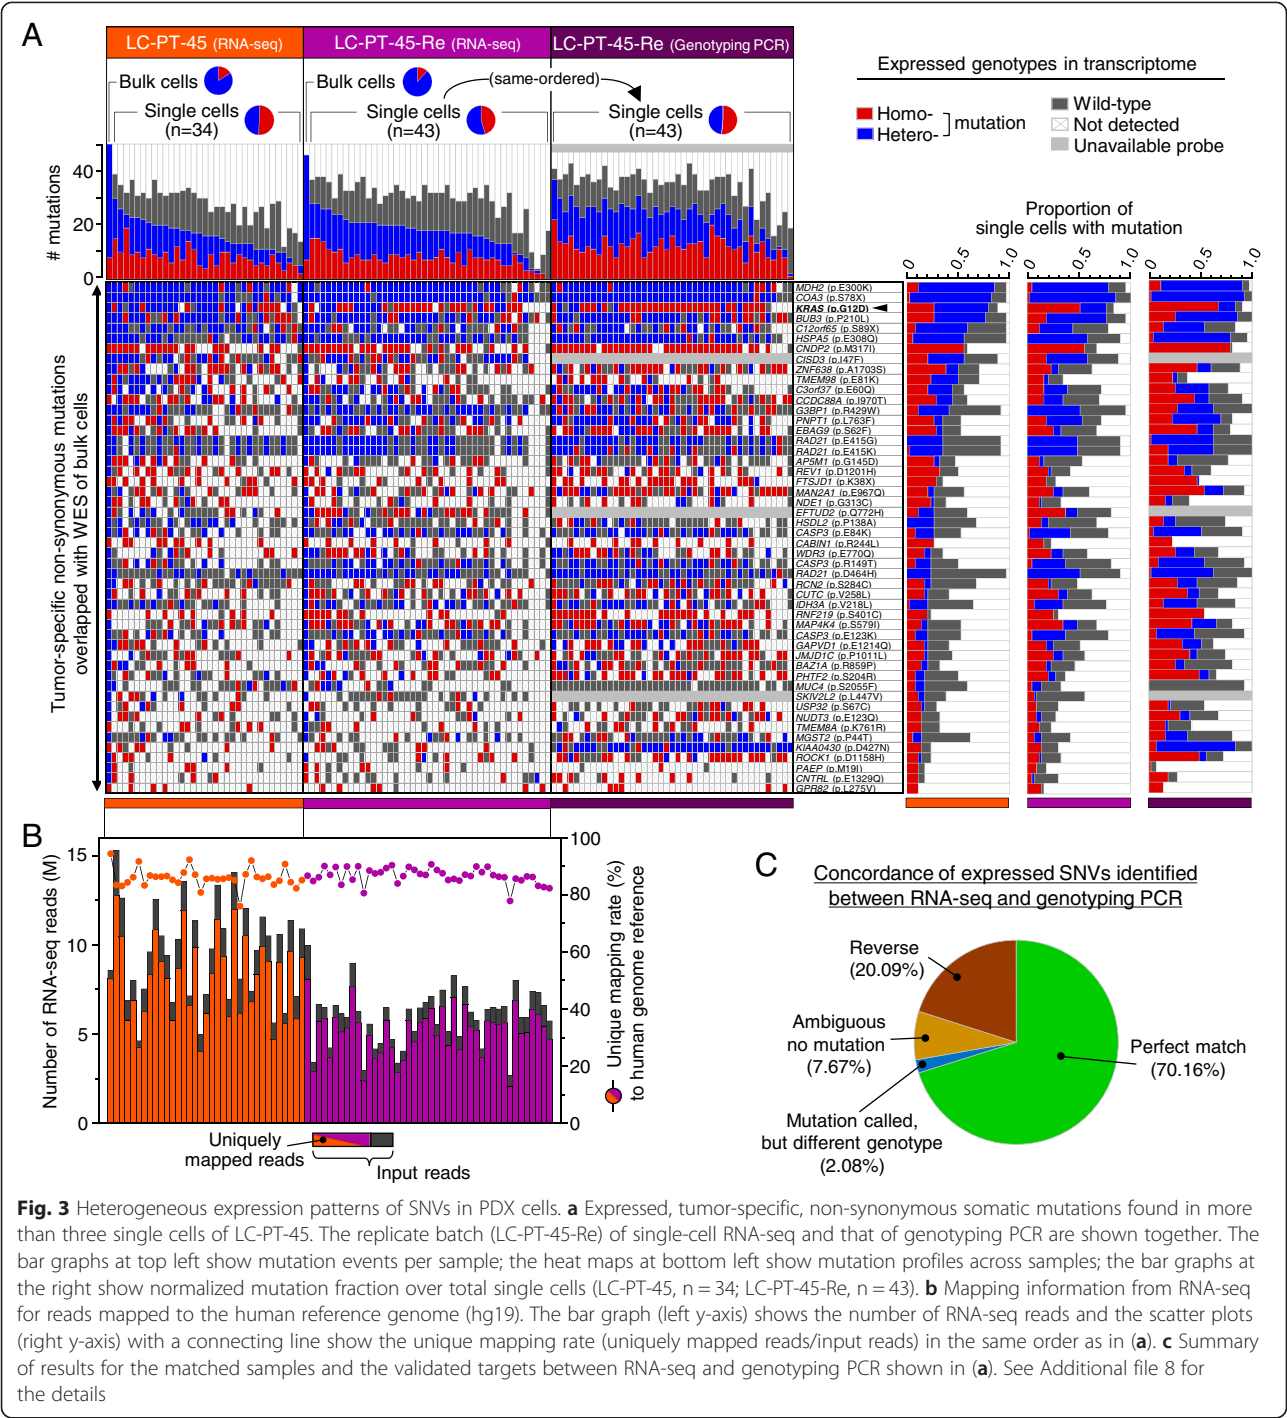 A
LC-PT-45 (RNA-seq)
LC-PT-45-Re (RNA-seq)
LC-PT-45-Re (Genotyping PCR)
Bulk cells
Single cells
(n=34)
Bulk cells
(same-ordered)
Single cells
(n=43)
Single cells
(n=43)
Expressed genotypes in transcriptome
Homo-
Hetero-
mutation
Wild-type
Not detected
Unavailable probe
# mutations
40
20
0
Proportion of
single cells with mutation
0 0.5 1.0 0 0.5 1.0 0 0.5 1.0
Tumor-specific non-synonymous mutations
overlapped with WES of bulk cells
MDH2 (p.E300K)
COA3 (p.S78X)
KRAS (p.G12D)
BUB3 (p.P210L)
C12orf65 (p.S89X)
HSPA5 (p.E308Q)
CNDP2 (p.M317I)
CISD3 (p.I47F)
ZNF638 (p.A1703S)
TMEM98 (p.E81K)
C3orf37 (p.E60Q)
CCDC88A (p.I970T)
G3BP1 (p.R429W)
PNPT1 (p.L763F)
EBAG9 (p.S62F)
RAD21 (p.E415G)
RAD21 (p.E415K)
AP5M1 (p.G145D)
REV1 (p.D1201H)
FTSJD1 (p.K38X)
MAN2A1 (p.E967Q)
NDE1 (p.G313C)
EFTUD2 (p.Q772H)
HSDL2 (p.P138A)
CASP3 (p.E84K)
CABIN1 (p.R244L)
WDR3 (p.E770Q)
CASP3 (p.R149T)
RAD21 (p.D464H)
RCN2 (p.S284C)
CUTC (p.V258L)
IDH3A (p.V218L)
RNF219 (p.S401C)
MAP4K4 (p.S579I)
CASP3 (p.E123K)
GAPVD1 (p.E1214Q)
JMJD1C (p.P1011L)
BAZ1A (p.R859P)
PHTF2 (p.S204R)
MUC4 (p.S2055F)
SKIV2L2 (p.L447V)
USP32 (p.S67C)
NUDT3 (p.E123Q)
TMEM8A (p.K761R)
MGST2 (p.P44T)
KIAA0430 (p.D427N)
ROCK1 (p.D1158H)
PAEP (p.M19I)
CNTRL (p.E1329Q)
GPR82 (p.L275V)
B
Number of RNA-seq reads (M)
15
10
5
0
100
80
60
40
20
0
Unique mapping rate (%)
to human genome reference
Uniquely
mapped reads
Input reads
C
Concordance of expressed SNVs identified
between RNA-seq and genotyping PCR
Reverse
(20.09%)
Ambiguous
no mutation
(7.67%)
Mutation called,
but different genotype
(2.08%)
Perfect match
(70.16%)
Fig. 3 Heterogeneous expression patterns of SNVs in PDX cells. a Expressed, tumor-specific, non-synonymous somatic mutations found in more
than three single cells of LC-PT-45. The replicate batch (LC-PT-45-Re) of single-cell RNA-seq and that of genotyping PCR are shown together. The
bar graphs at top left show mutation events per sample; the heat maps at bottom left show mutation profiles across samples; the bar graphs at
the right show normalized mutation fraction over total single cells (LC-PT-45, n = 34; LC-PT-45-Re, n = 43). b Mapping information from RNA-seq
for reads mapped to the human reference genome (hg19). The bar graph (left y-axis) shows the number of RNA-seq reads and the scatter plots
(right y-axis) with a connecting line show the unique mapping rate (uniquely mapped reads/input reads) in the same order as in (a). c Summary
of results for the matched samples and the validated targets between RNA-seq and genotyping PCR shown in (a). See Additional file 8 for
the details